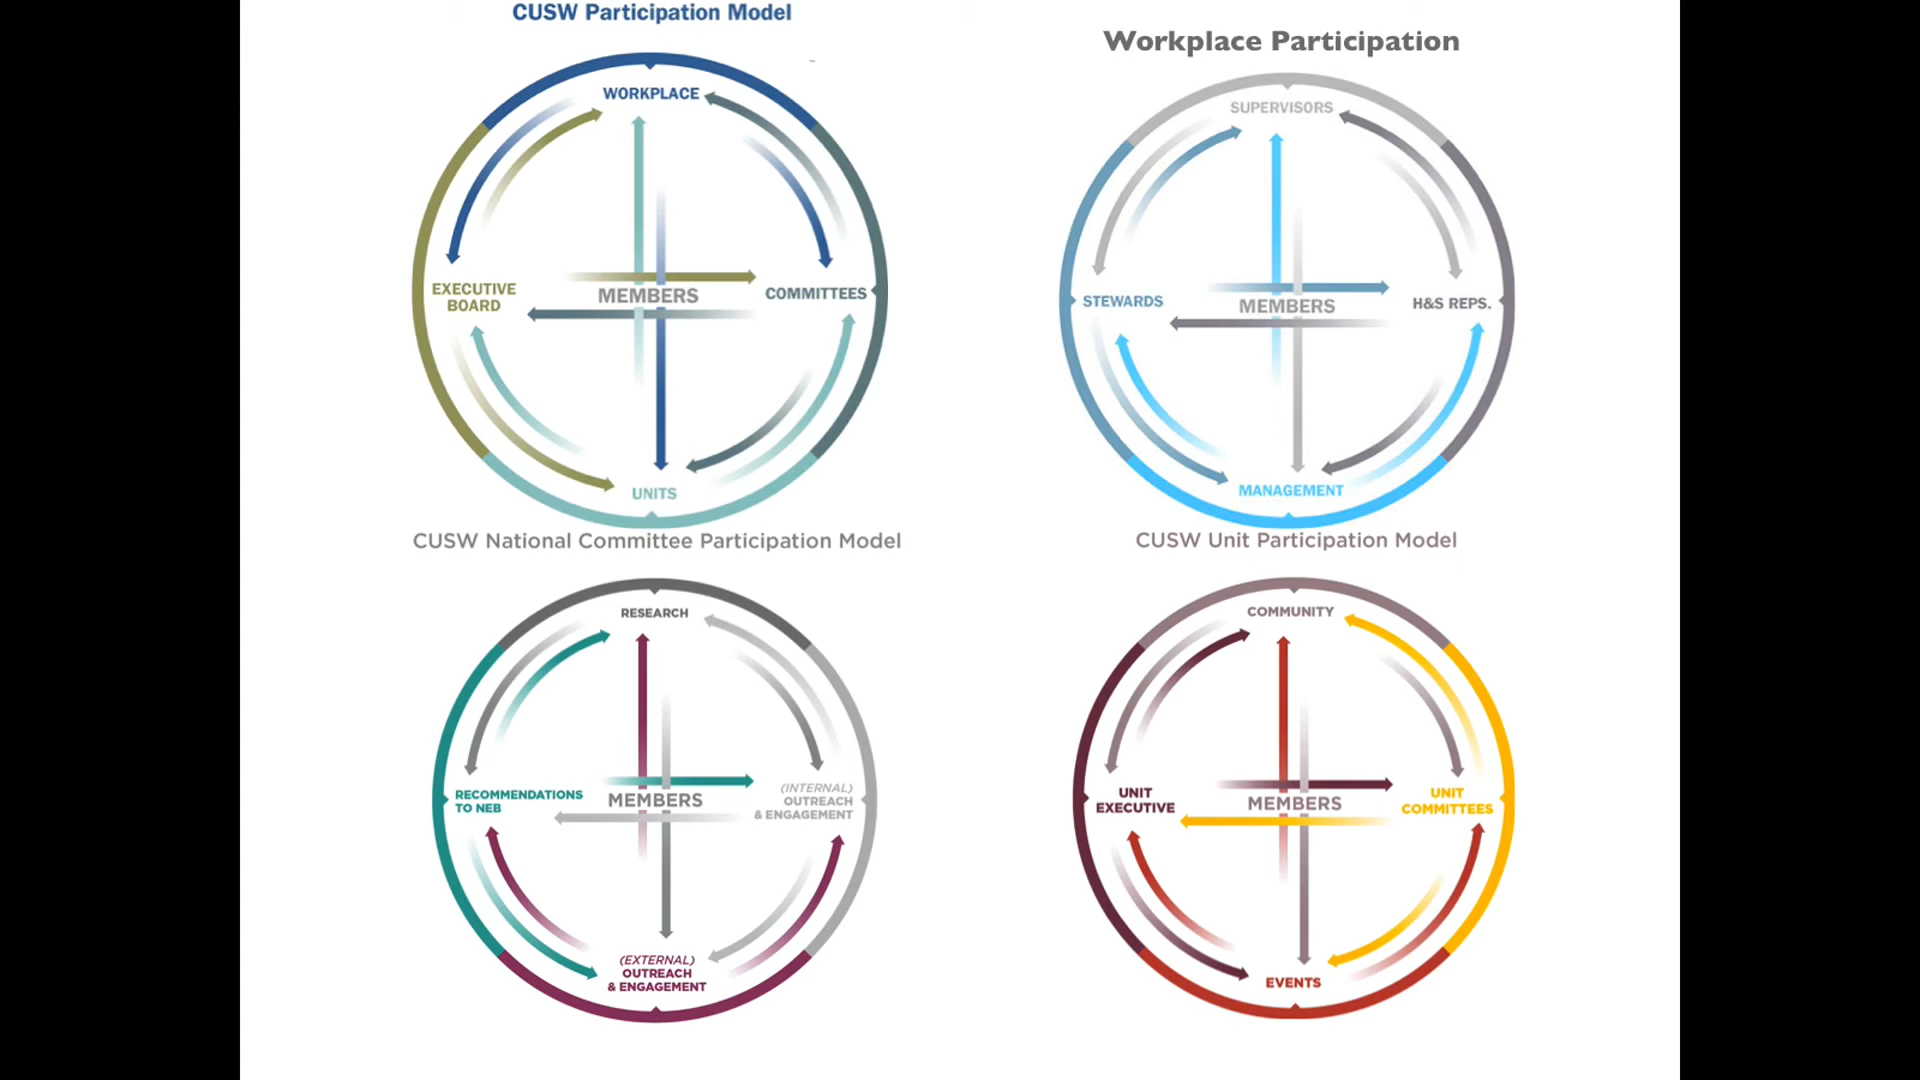 CUSW Participation Model
WORKPLACE
EXECUTIVE
BOARD
MEMBERS
COMMITTEES
UNITS
Workplace Participation
SUPERVISORS
STEWARDS
MEMBERS
H&S REPS.
MANAGEMENT
CUSW National Committee Participation Model
RESEARCH
RECOMMENDATIONS
TO NEB
MEMBERS
(INTERNAL)
OUTREACH
& ENGAGEMENT
(EXTERNAL)
OUTREACH
& ENGAGEMENT
CUSW Unit Participation Model
COMMUNITY
UNIT
EXECUTIVE
MEMBERS
UNIT
COMMITTEES
EVENTS